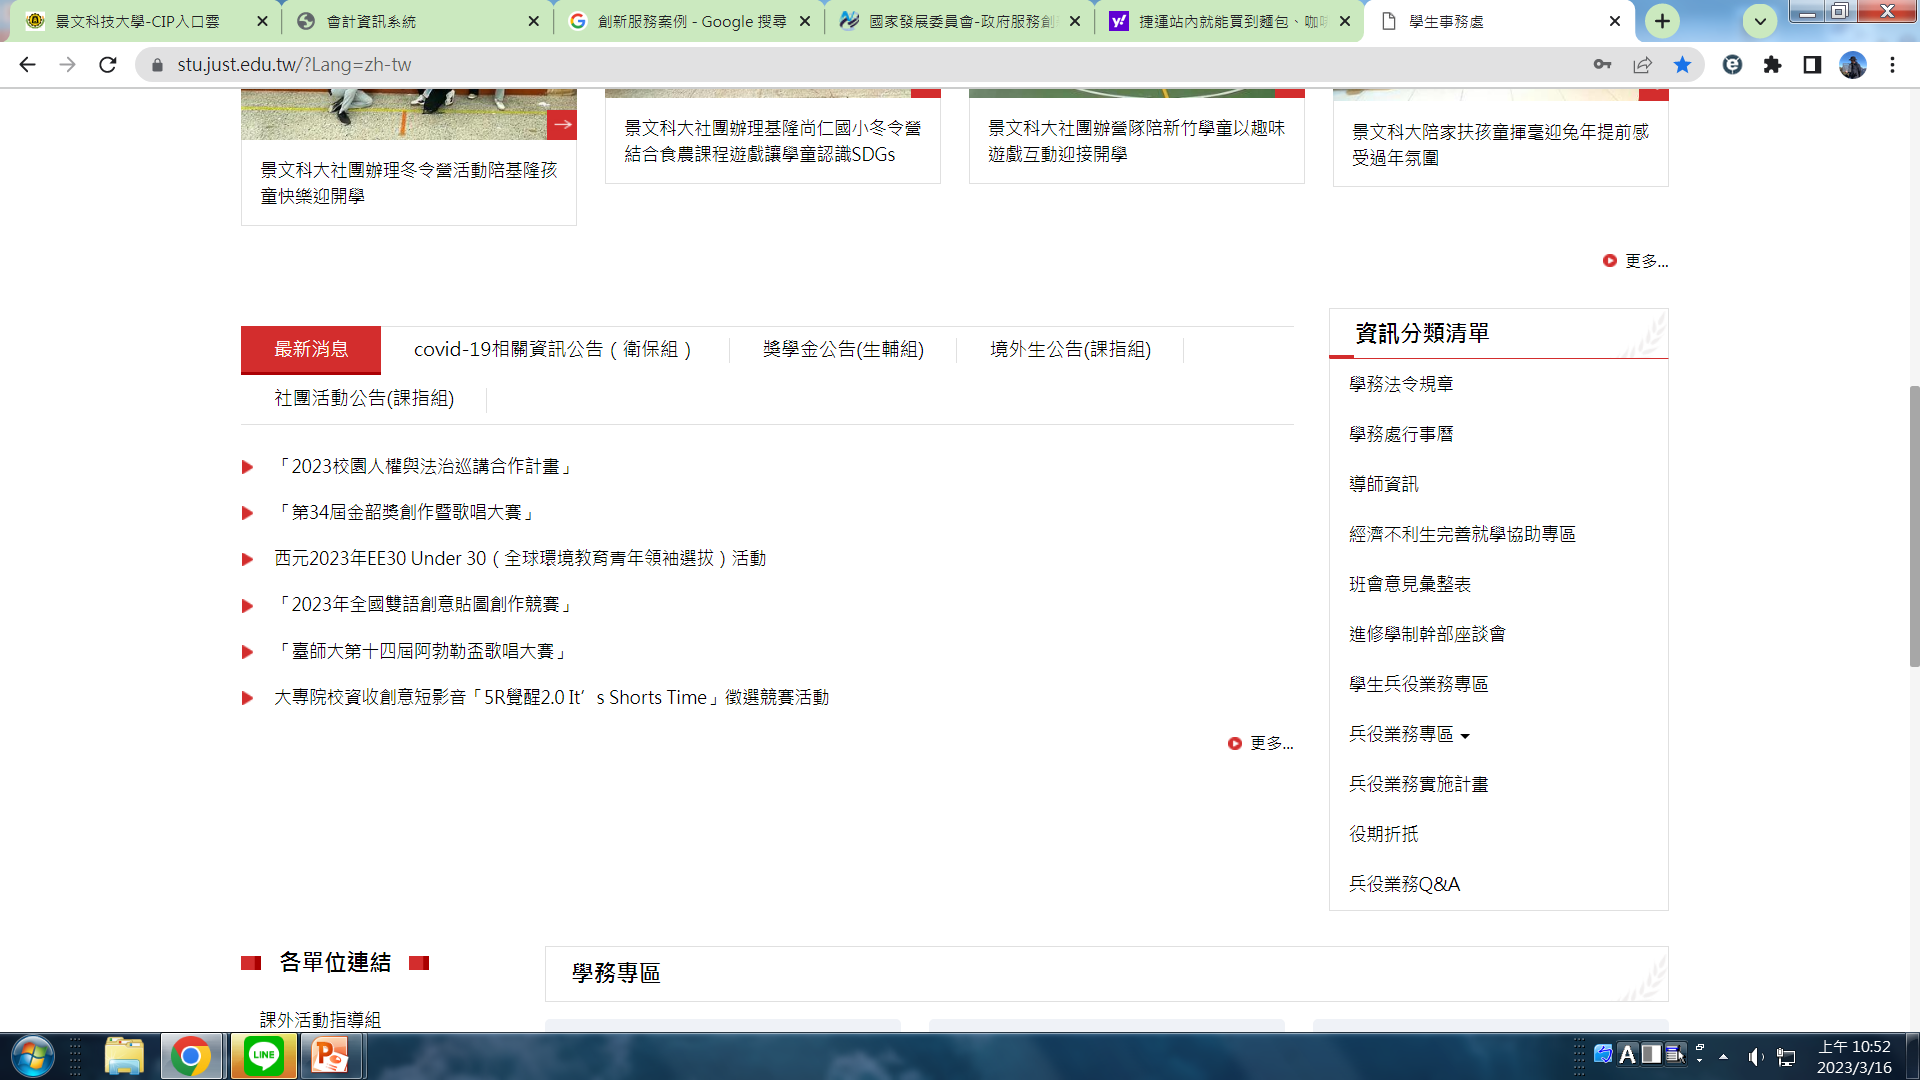 景文科技大學-CIP入口雲
會計資訊系統
創新服務案例 - Google 搜尋
國家發展委員會-政府服務創
捷運站內就能買到麵包、咖
學生事務處
stu.just.edu.tw/?Lang=zh-tw
景文科大社團辦理冬令營活動陪基隆孩
童快樂迎開學
景文科大社團辦理基隆尚仁國小冬令營
結合食農課程遊戲讓學童認識SDGs
景文科大社團辦營隊陪新竹學童以趣味
遊戲互動迎接開學
景文科大陪家扶孩童揮毫迎兔年提前感
受過年氛圍
更多...
最新消息
covid-19相關資訊公告（衛保組）
獎學金公告(生輔組)
境外生公告(課指組)
社團活動公告(課指組)
「2023校園人權與法治巡講合作計畫」
「第34屆金韶獎創作暨歌唱大賽」
西元2023年EE30 Under 30（全球環境教育青年領袖選拔）活動
「2023年全國雙語創意貼圖創作競賽」
「臺師大第十四屆阿勃勒盃歌唱大賽」
大專院校資收創意短影音「5R覺醒2.0 It’s Shorts Time」徵選競賽活動
更多...
資訊分類清單
學務法令規章
學務處行事曆
導師資訊
經濟不利生完善就學協助專區
班會意見彙整表
進修學制幹部座談會
學生兵役業務專區
兵役業務專區
兵役業務實施計畫
役期折抵
兵役業務Q&A
各單位連結
課外活動指導組
學務專區
LINE
A
上午 10:52
2023/3/16